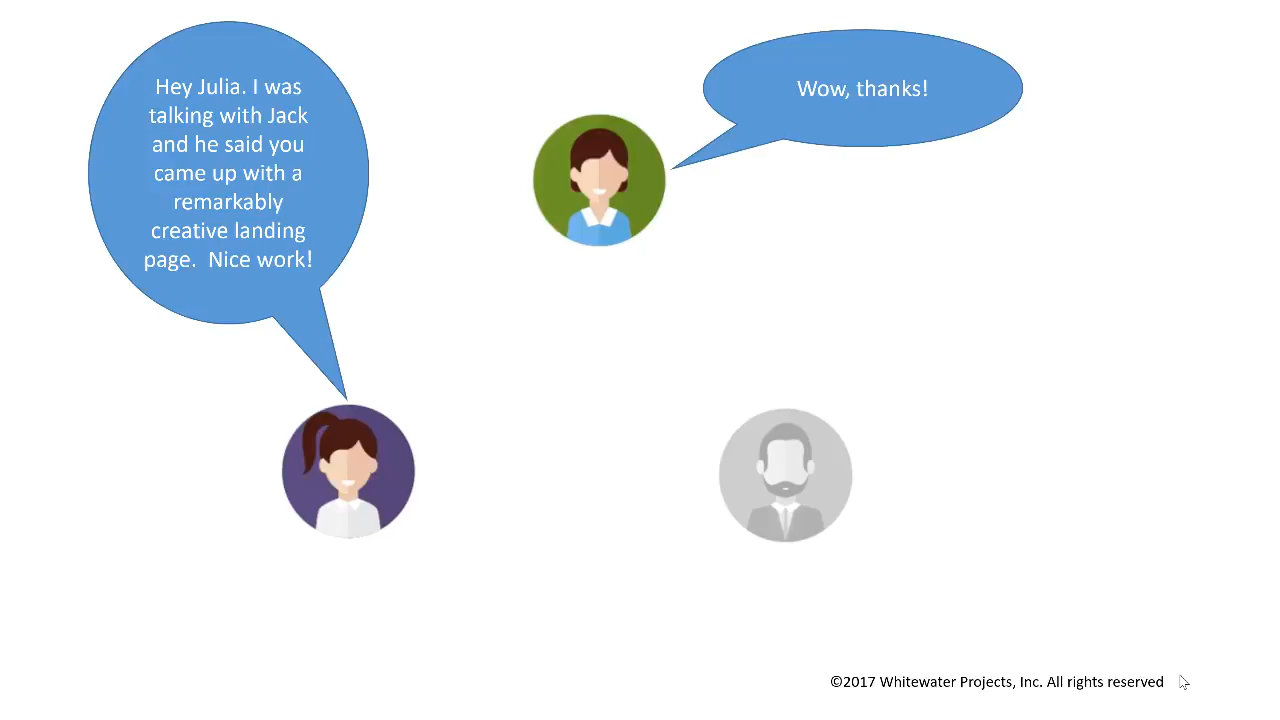 Hey Julia. I was
talking with Jack
and he said you
came up with a
remarkably
creative landing
page.  Nice work!
Wow, thanks!
©2017 Whitewater Projects, Inc. All rights reserved